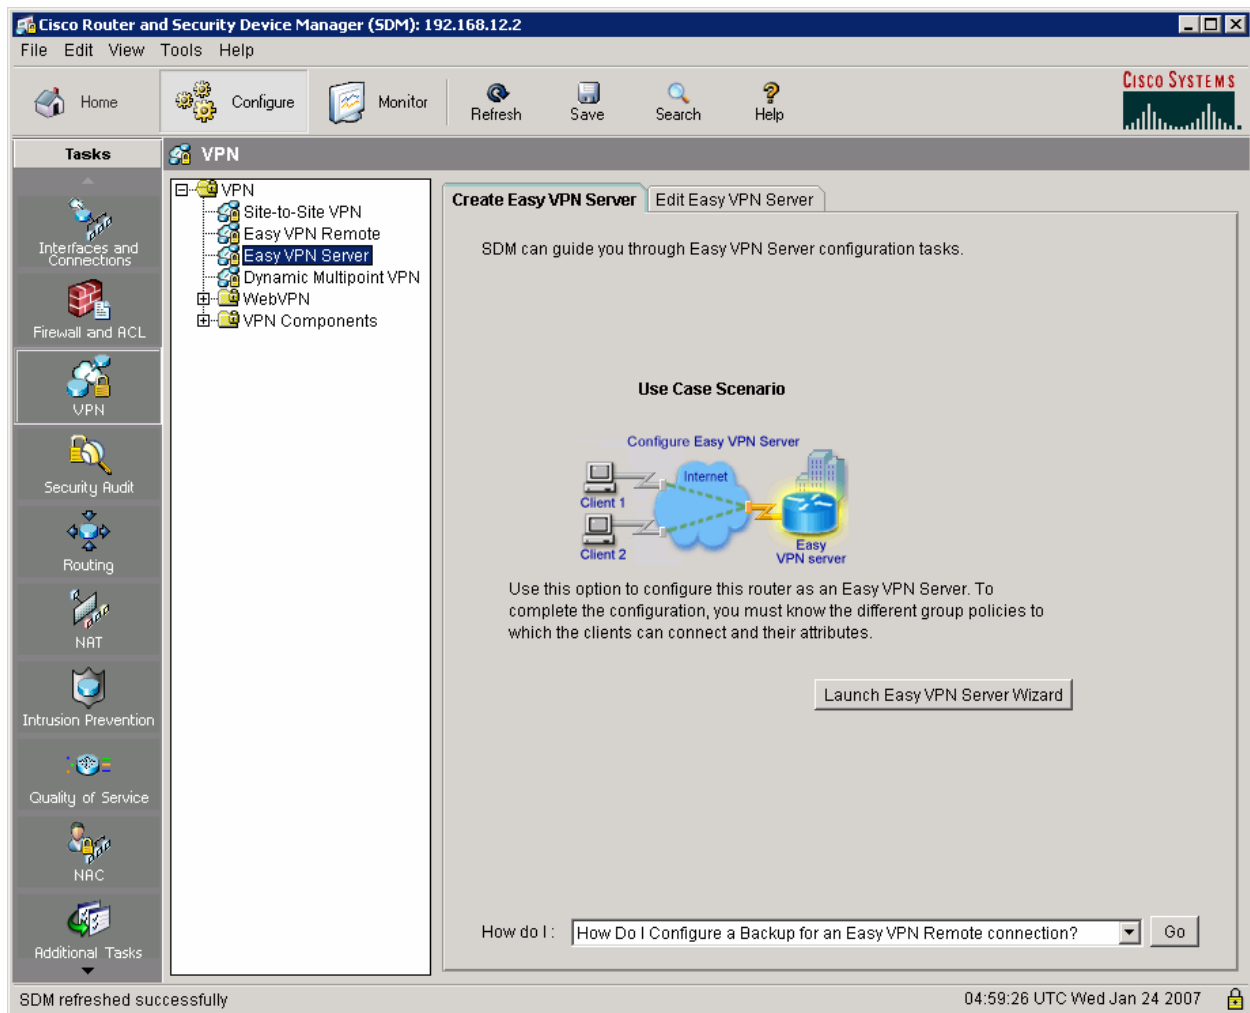 Cisco Router and Security Device Manager (SDM): 192.168.12.2
File Edit View Tools Help
Home Configure Monitor Refresh Save Search Help
CISCO SYSTEMS
Tasks
VPN
Interfaces and
Connections
Firewall and ACL
VPN
Security Audit
Routing
NAT
Intrusion Prevention
Quality of Service
NAC
Additional Tasks
VPN
Site-to-Site VPN
Easy VPN Remote
Easy VPN Server
Dynamic Multipoint VPN
WebVPN
VPN Components
Create Easy VPN Server Edit Easy VPN Server
SDM can guide you through Easy VPN Server configuration tasks.
Use Case Scenario
Configure Easy VPN Server
Internet
Client 1
Client 2
Easy
VPN server
Use this option to configure this router as an Easy VPN Server. To
complete the configuration, you must know the different group policies to
which the clients can connect and their attributes.
Launch Easy VPN Server Wizard
How do I : How Do I Configure a Backup for an Easy VPN Remote connection? Go
SDM refreshed successfully 04:59:26 UTC Wed Jan 24 2007